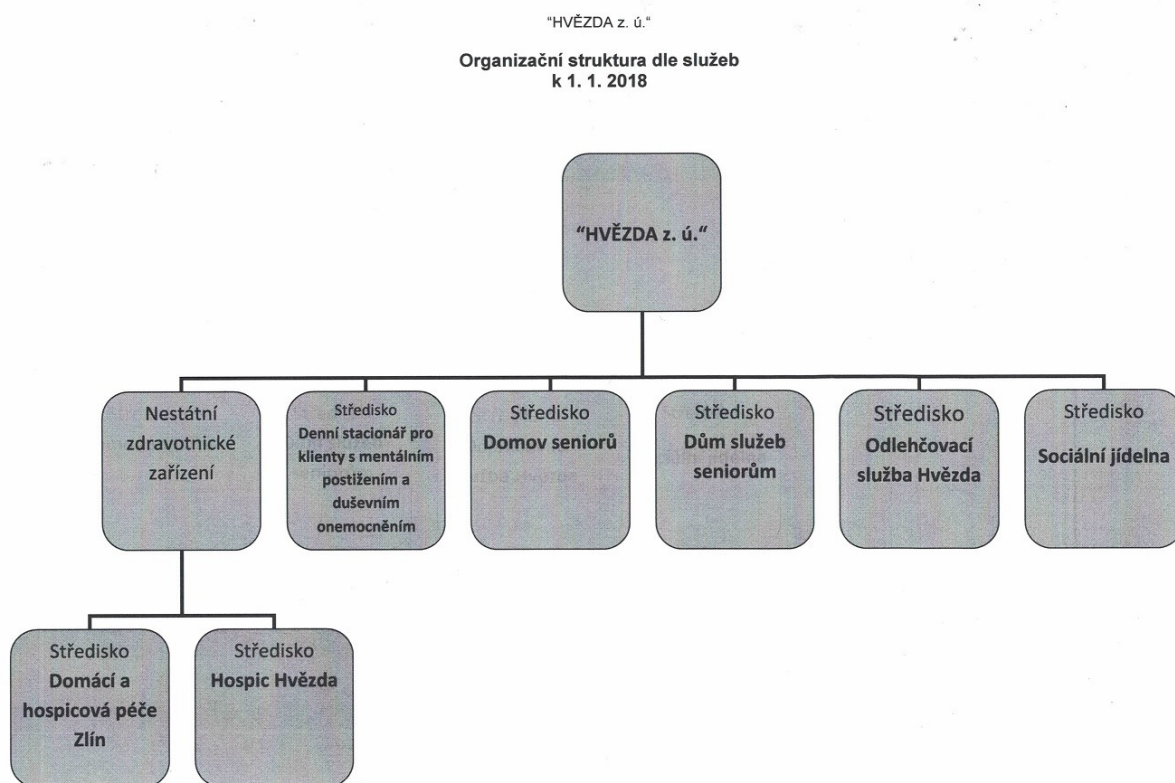 "HVĚZDA z. ú."
Organizační struktura dle služeb
k 1. 1. 2018
"HVĚZDA z. ú."
Nestátní
zdravotnické
zařízení
Středisko
Denní stacionář pro
klienty s mentálním
postižením a
duševním
onemocněním
Středisko
Domov seniorů
Středisko
Dům služeb
seniorům
Středisko
Odlehčovací
služba Hvězda
Středisko
Sociální jídelna
Středisko
Domácí a
hospicová péče
Zlín
Středisko
Hospic Hvězda